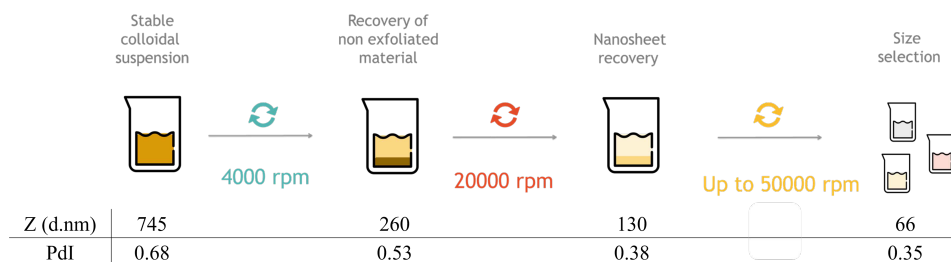 Stable
colloidal
suspension
Recovery of
non exfoliated
material
Nanosheet
recovery
Size
selection
4000 rpm
20000 rpm
Up to 50000 rpm
Z (d.nm) 745 260 130 66
PdI 0.68 0.53 0.38 0.35